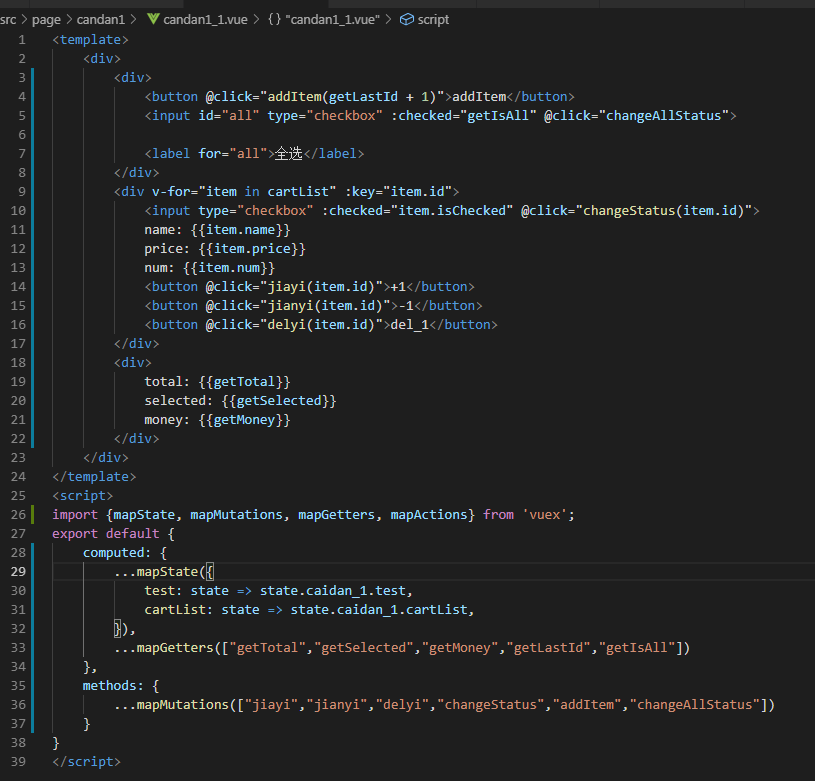 src > page > candan1 > candan1_1.vue > {} "candan1_1.vue" > script
1 <template>
2 <div>
3 <div>
4 <button @click="addItem(getLastId + 1)">addItem</button>
5 <input id="all" type="checkbox" :checked="getIsAll" @click="changeAllStatus">
6
7 <label for="all">全选</label>
8 </div>
9 <div v-for="item in cartList" :key="item.id">
10 <input type="checkbox" :checked="item.isChecked" @click="changeStatus(item.id)">
11 name: {{item.name}}
12 price: {{item.price}}
13 num: {{item.num}}
14 <button @click="jiayi(item.id)">+1</button>
15 <button @click="jianyi(item.id)">-1</button>
16 <button @click="delyi(item.id)">del_1</button>
17 </div>
18 <div>
19 total: {{getTotal}}
20 selected: {{getSelected}}
21 money: {{getMoney}}
22 </div>
23 </div>
24 </template>
25 <script>
26 import {mapState, mapMutations, mapGetters, mapActions} from 'vuex';
27 export default {
28 computed: {
29 ...mapState({
30 test: state => state.caidan_1.test,
31 cartList: state => state.caidan_1.cartList,
32 }),
33 ...mapGetters(["getTotal","getSelected","getMoney","getLastId","getIsAll"])
34 },
35 methods: {
36 ...mapMutations(["jiayi","jianyi","delyi","changeStatus","addItem","changeAllStatus"])
37 }
38 }
39 </script>